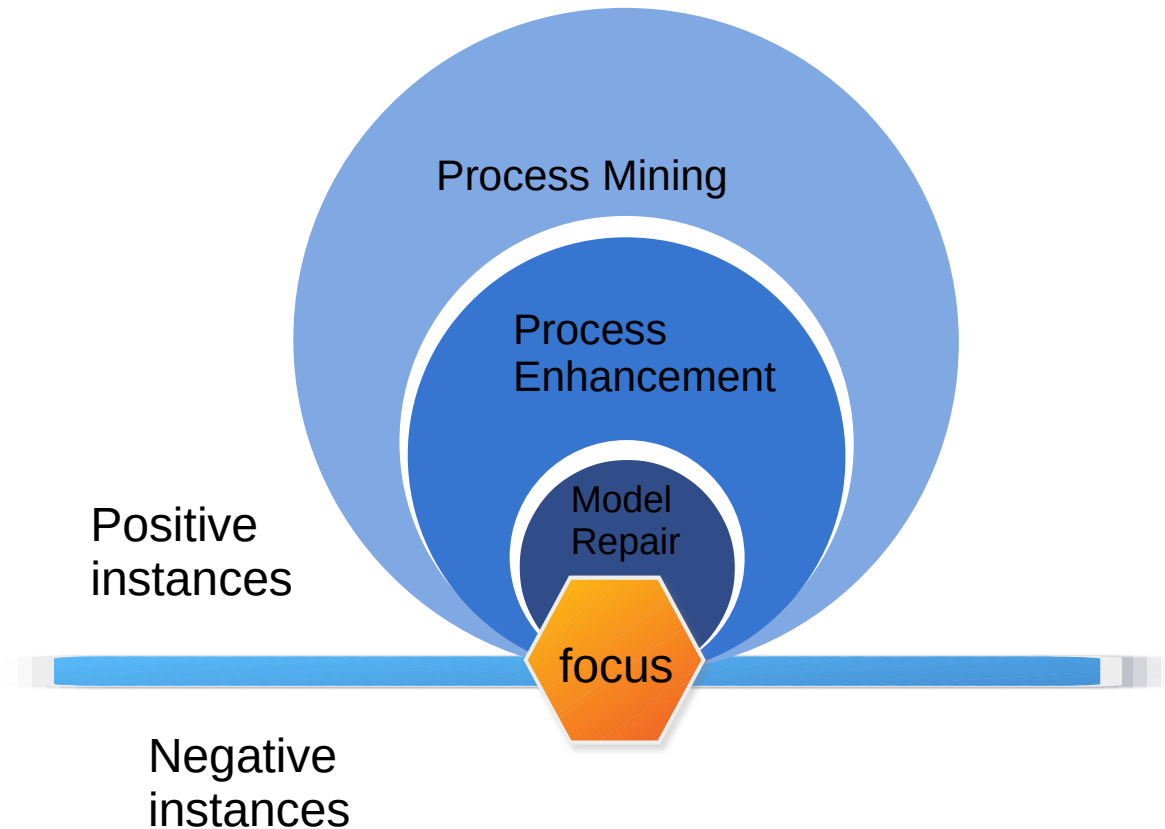 Process Mining
Process
Enhancement
Model
Repair
Positive
instances
focus
Negative
instances